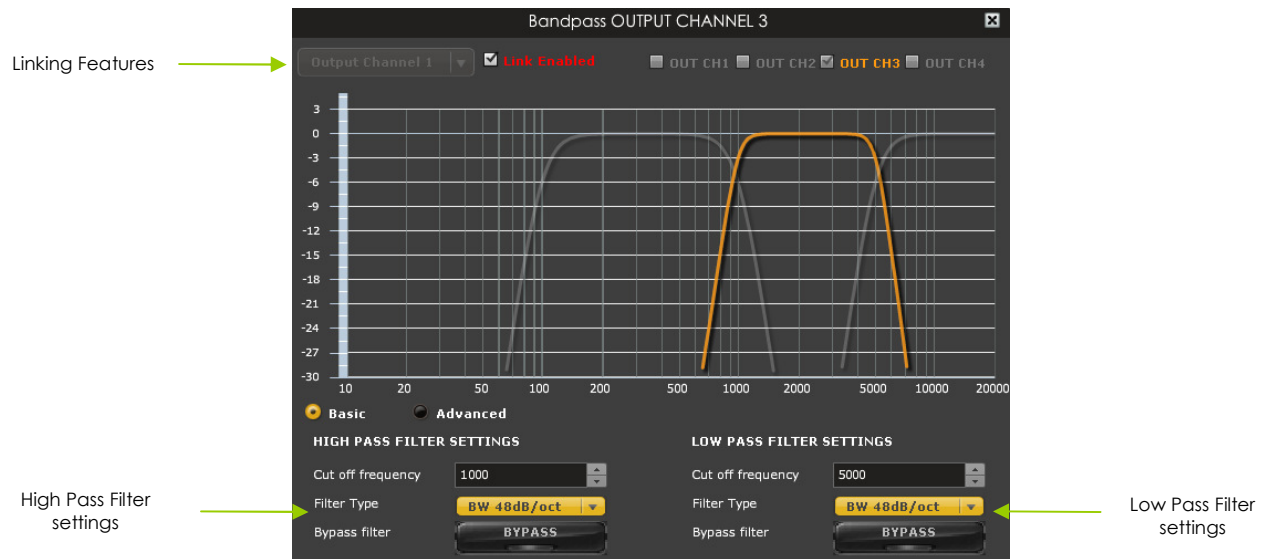 Bandpass OUTPUT CHANNEL 3
Linking Features
Output Channel 1
Link Enabled
OUT CH1 OUT CH2 OUT CH3 OUT CH4
3
0
-3
-6
-9
-12
-15
-18
-21
-24
-27
-30
10 20 50 100 200 500 1000 2000 5000 10000 20000
Basic Advanced
HIGH PASS FILTER SETTINGS LOW PASS FILTER SETTINGS
Cut off frequency 1000 Cut off frequency 5000
High Pass Filter settings
Filter Type BW 48dB/oct Filter Type BW 48dB/oct
Low Pass Filter settings
Bypass filter BYPASS Bypass filter BYPASS